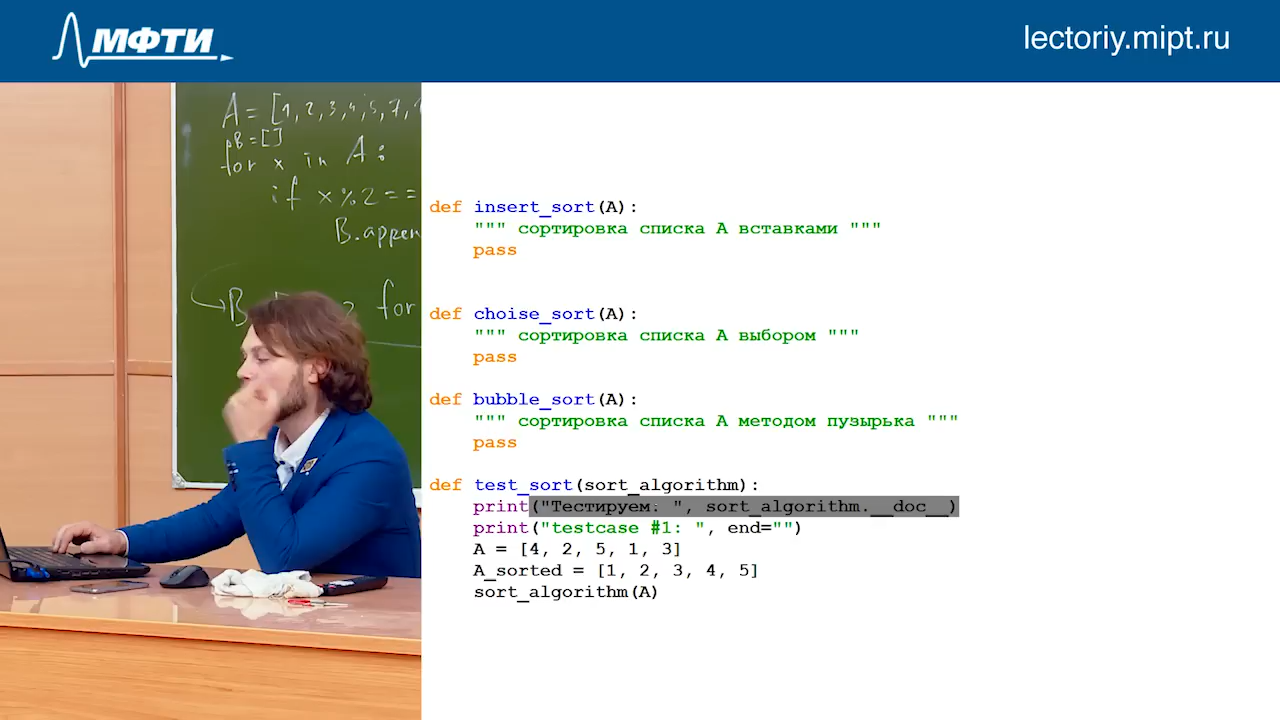 МФТИ
lectoriy.mipt.ru
A = [1, 2, 3, 4, 5, 7,
B = []
for x in A:
if x%2 ==
B.appen
B
for
def insert_sort(A):
""" сортировка списка A вставками """
pass
def choise_sort(A):
""" сортировка списка A выбором """
pass
def bubble_sort(A):
""" сортировка списка A методом пузырька """
pass
def test_sort(sort_algorithm):
print("Тестируем: ", sort_algorithm.__doc__)
print("testcase #1: ", end="")
A = [4, 2, 5, 1, 3]
A_sorted = [1, 2, 3, 4, 5]
sort_algorithm(A)